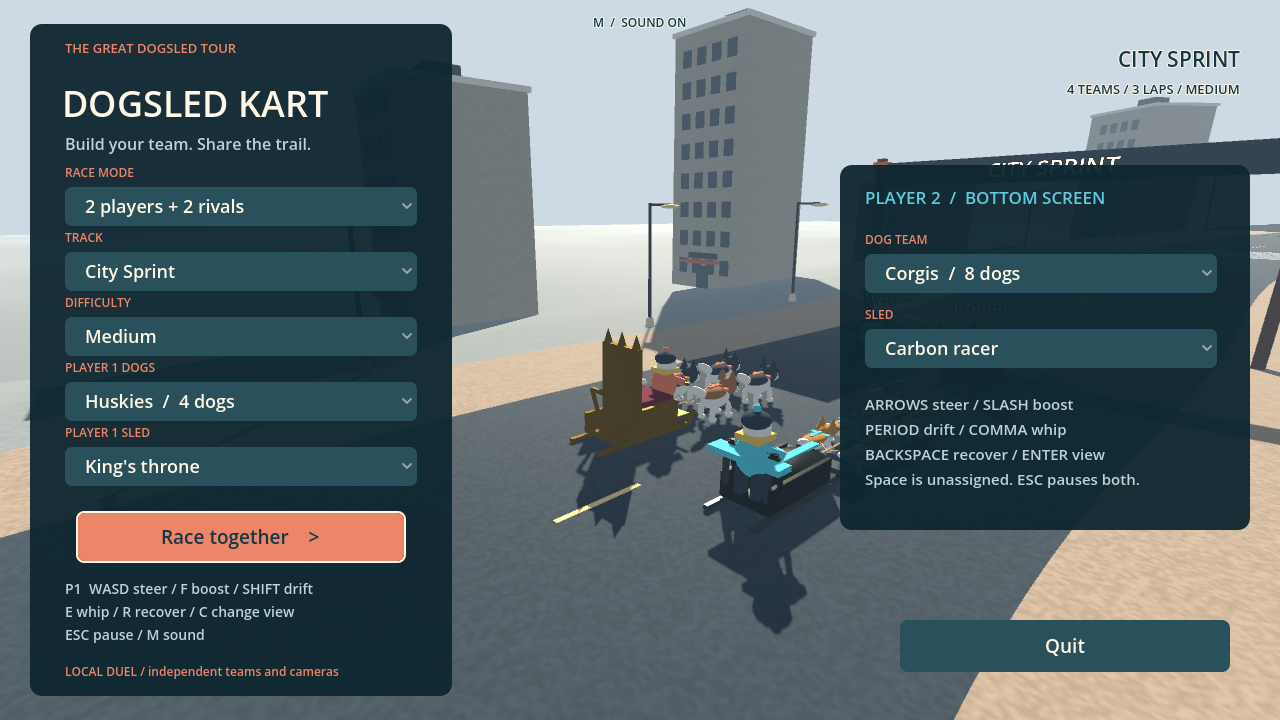 M / SOUND ON
THE GREAT DOGSLED TOUR
DOGSLED KART
Build your team. Share the trail.
RACE MODE
2 players + 2 rivals
TRACK
City Sprint
DIFFICULTY
Medium
PLAYER 1 DOGS
Huskies / 4 dogs
PLAYER 1 SLED
King's throne
Race together >
P1 WASD steer / F boost / SHIFT drift
E whip / R recover / C change view
ESC pause / M sound
LOCAL DUEL / independent teams and cameras
CITY SPRINT
4 TEAMS / 3 LAPS / MEDIUM
CITY SPRINT
PLAYER 2 / BOTTOM SCREEN
DOG TEAM
Corgis / 8 dogs
Kodiak
SLED
Carbon racer
ARROWS steer / SLASH boost
PERIOD drift / COMMA whip
BACKSPACE recover / ENTER view
Space is unassigned. ESC pauses both.
Quit